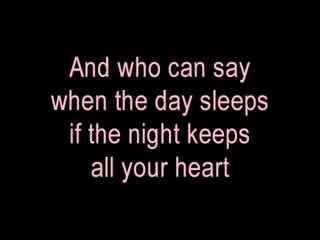 And who can say
when the day sleeps
if the night keeps
all your heart